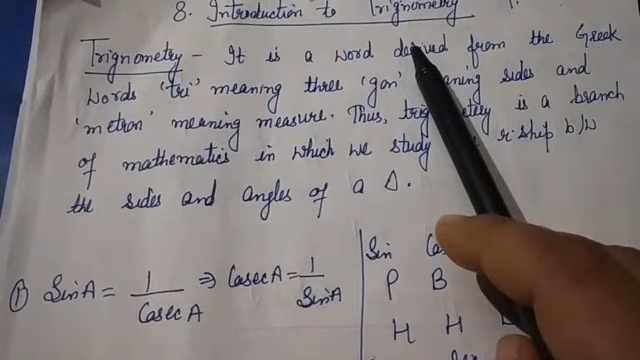 8. Introduction to Trignometry
Trignometry - It is a word derived from the Greek
words 'tri' meaning three 'gon' meaning sides and
'metron' meaning measure. Thus, is a branch
of mathematics in which we study r'ship b/w
the sides and angles of a Δ.
① SinA = 1/CosecA ⇒ CosecA = 1/SinA
Sin
P B
H H